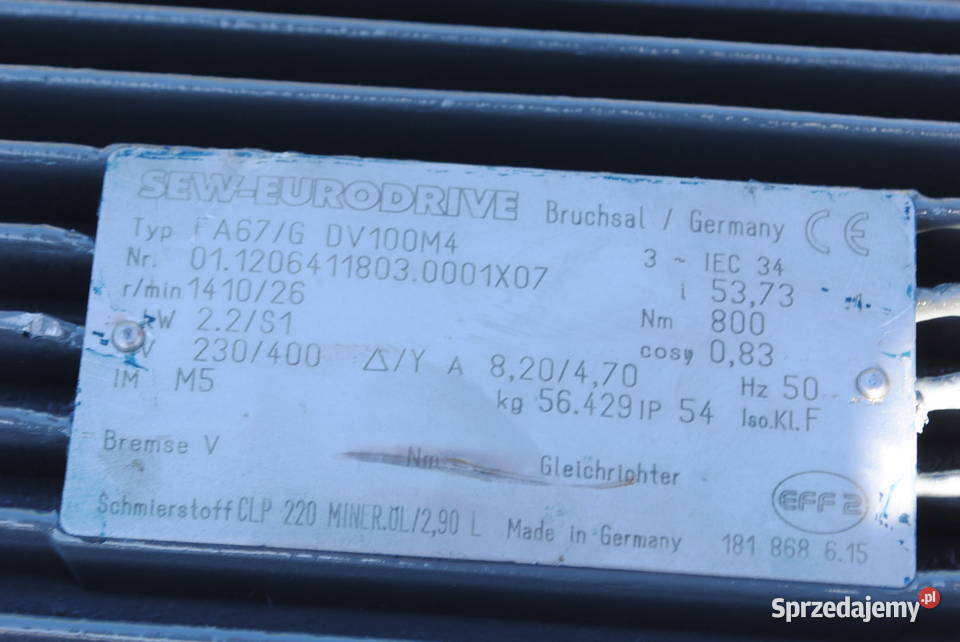 SEW-EURODRIVE Bruchsal / Germany CE
Typ FA67/G DV100M4 3 ~ IEC 34
Nr. 01.1206411803.0001X07 i 53,73
r/min 1410/26 Nm 800
kW 2.2/S1 cosφ 0,83
V 230/400 Δ/Y A 8,20/4,70 Hz 50
IM M5 kg 56.429 IP 54 Iso.Kl. F
Bremse V Nm Gleichrichter
EFF 2
Schmierstoff CLP 220 MINER.ÖL/2,90 L Made in Germany 181 868 6.15
Sprzedajemy.pl